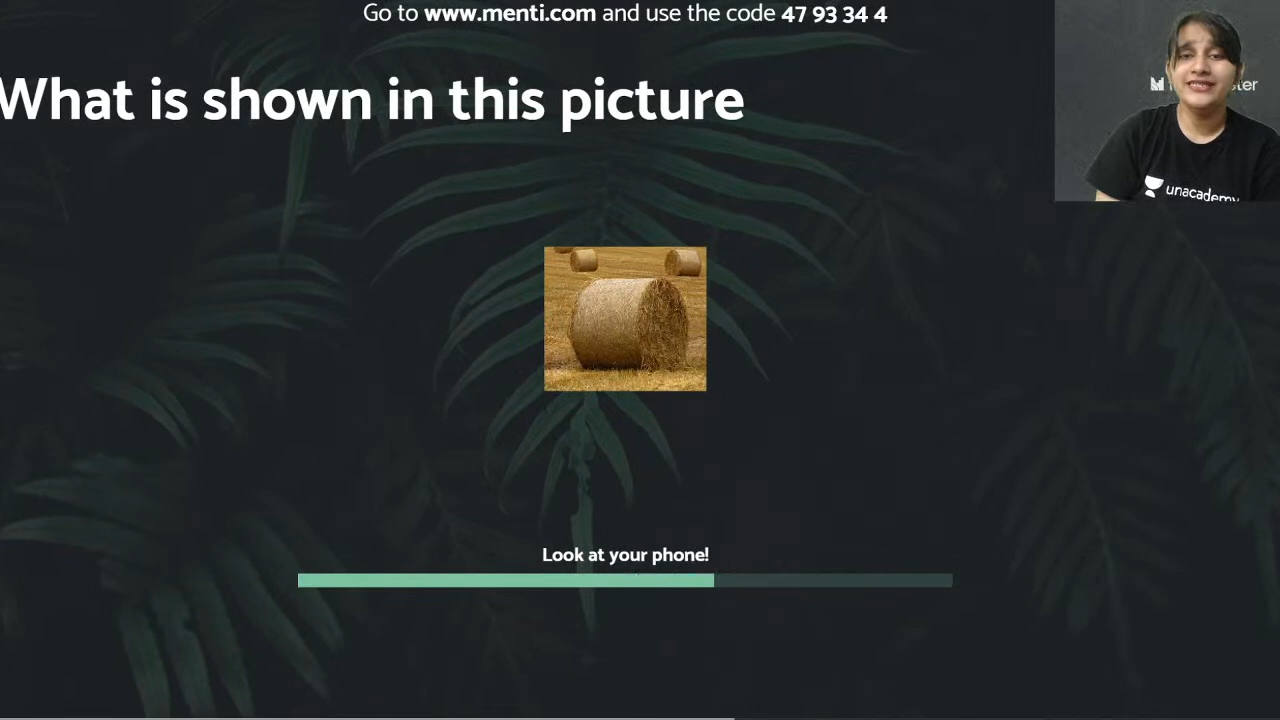 Go to www.menti.com and use the code 47 93 34 4
What is shown in this picture
unacademy
Look at your phone!